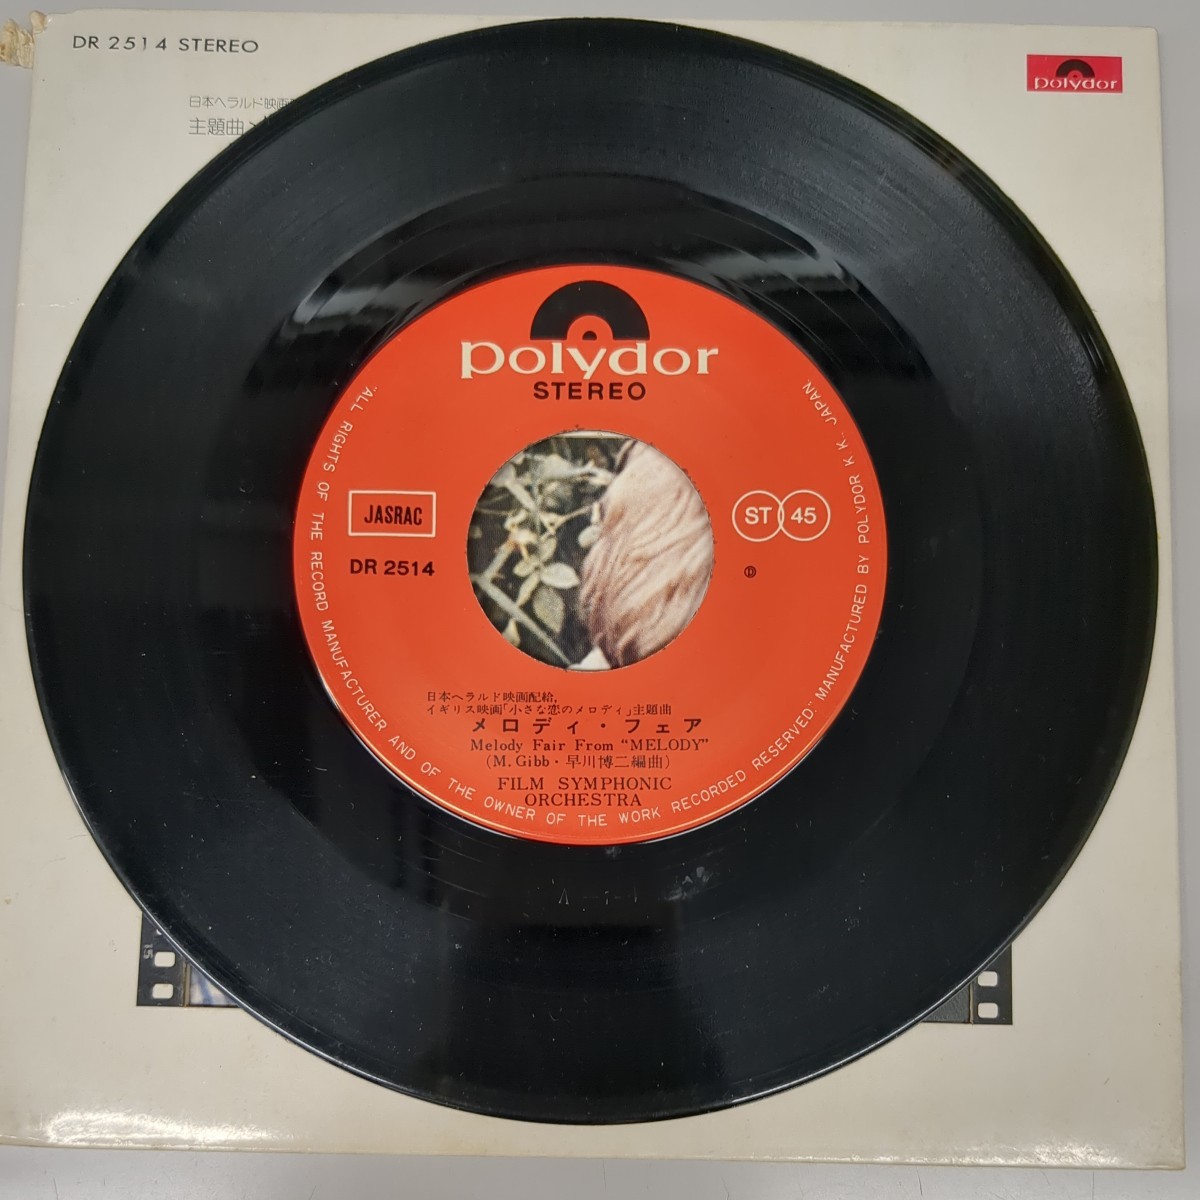 DR 2514 STEREO
polydor
日本ヘラルド映画
主題曲
polydor
STEREO
JASRAC
ST 45
DR 2514
Ⓓ
日本ヘラルド映画配給,
イギリス映画「小さな恋のメロディ」主題曲
メロディ・フェア
Melody Fair From “MELODY”
(M. Gibb・早川博二編曲)
FILM SYMPHONIC
ORCHESTRA
"ALL RIGHTS OF THE RECORD MANUFACTURER AND OF THE OWNER OF THE WORK RECORDED RESERVED." MANUFACTURED BY POLYDOR K. K. JAPAN
15